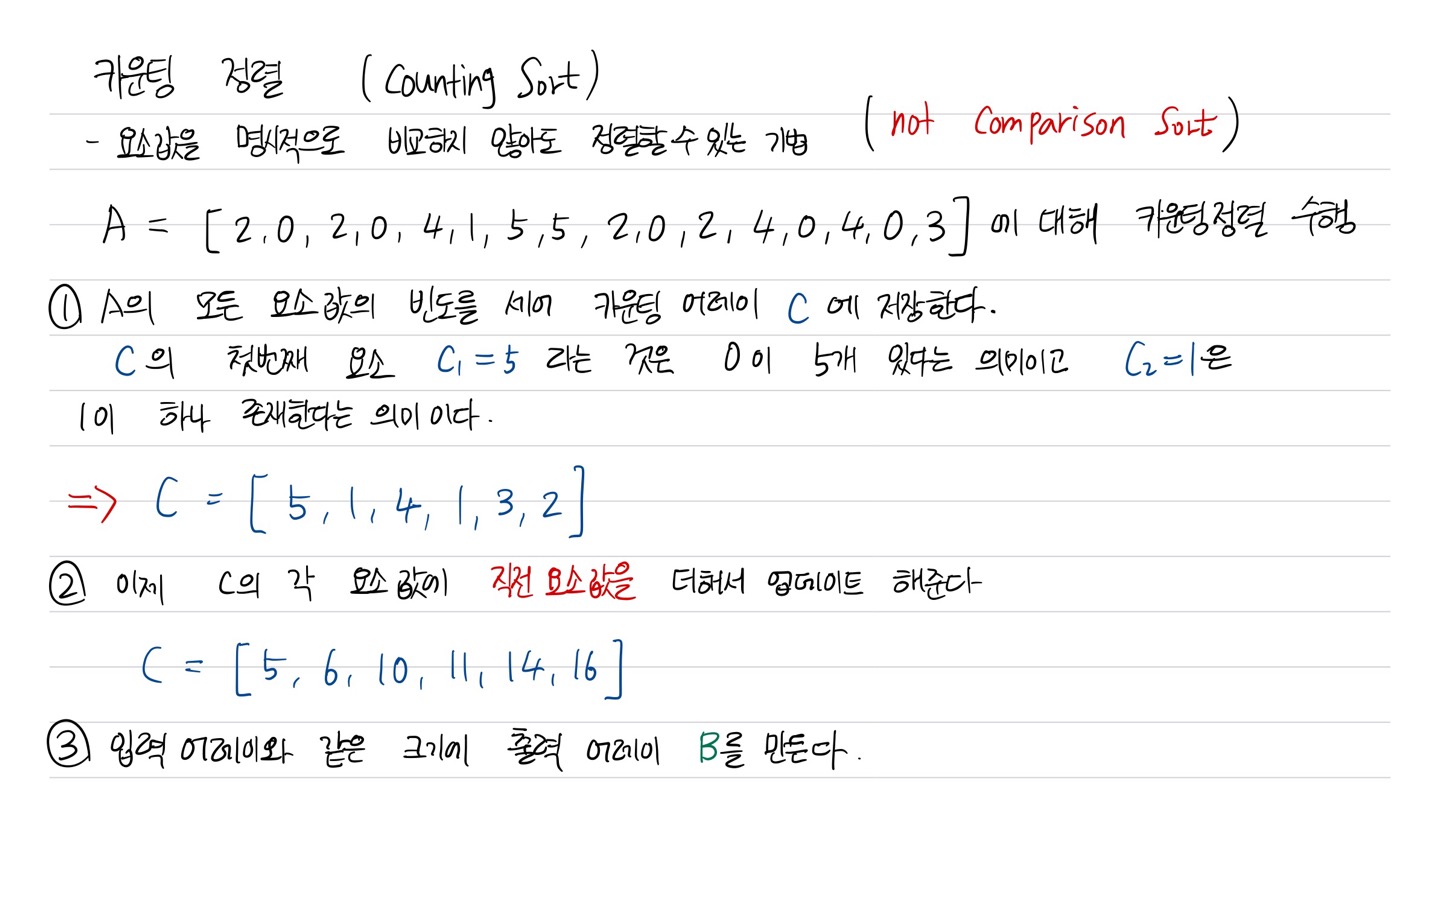 카운팅 정렬 (Counting Sort)
- 요소값을 명시적으로 비교하지 않아도 정렬할 수 있는 기법 (not Comparison Sort)
A = [2,0,2,0,4,1,5,5,2,0,2,4,0,4,0,3] 에 대해 카운팅정렬 수행
① A의 모든 요소값의 빈도를 세어 카운팅 어레이 C에 저장한다.
C의 첫번째 요소 C₁=5 라는 것은 0이 5개 있다는 의미이고 C₂=1은
1이 하나 존재한다는 의미이다.
=> C = [5,1,4,1,3,2]
② 이제 C의 각 요소값에 직전 요소값을 더해서 업데이트 해준다
C = [5,6,10,11,14,16]
③ 입력 어레이와 같은 크기에 출력 어레이 B를 만든다.